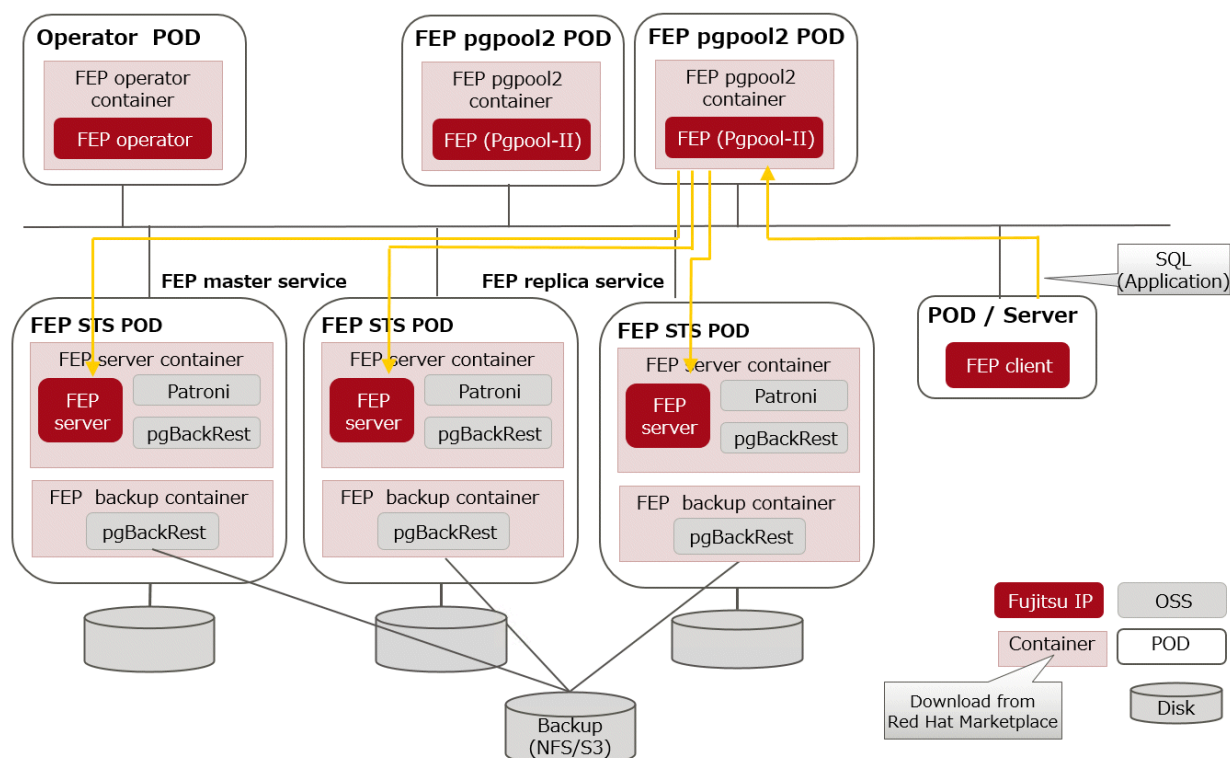 Operator POD
FEP operator
container
FEP operator
FEP pgpool2 POD
FEP pgpool2
container
FEP (Pgpool-II)
FEP pgpool2 POD
FEP pgpool2
container
FEP (Pgpool-II)
FEP master service
FEP replica service
SQL
(Application)
FEP STS POD
FEP server container
FEP
server
Patroni
pgBackRest
FEP backup container
pgBackRest
FEP STS POD
FEP server container
FEP
server
Patroni
pgBackRest
FEP backup container
pgBackRest
FEP STS POD
FEP server container
FEP
server
Patroni
pgBackRest
FEP backup container
pgBackRest
POD / Server
FEP client
Backup
(NFS/S3)
Fujitsu IP
OSS
Container
POD
Download from
Red Hat Marketplace
Disk